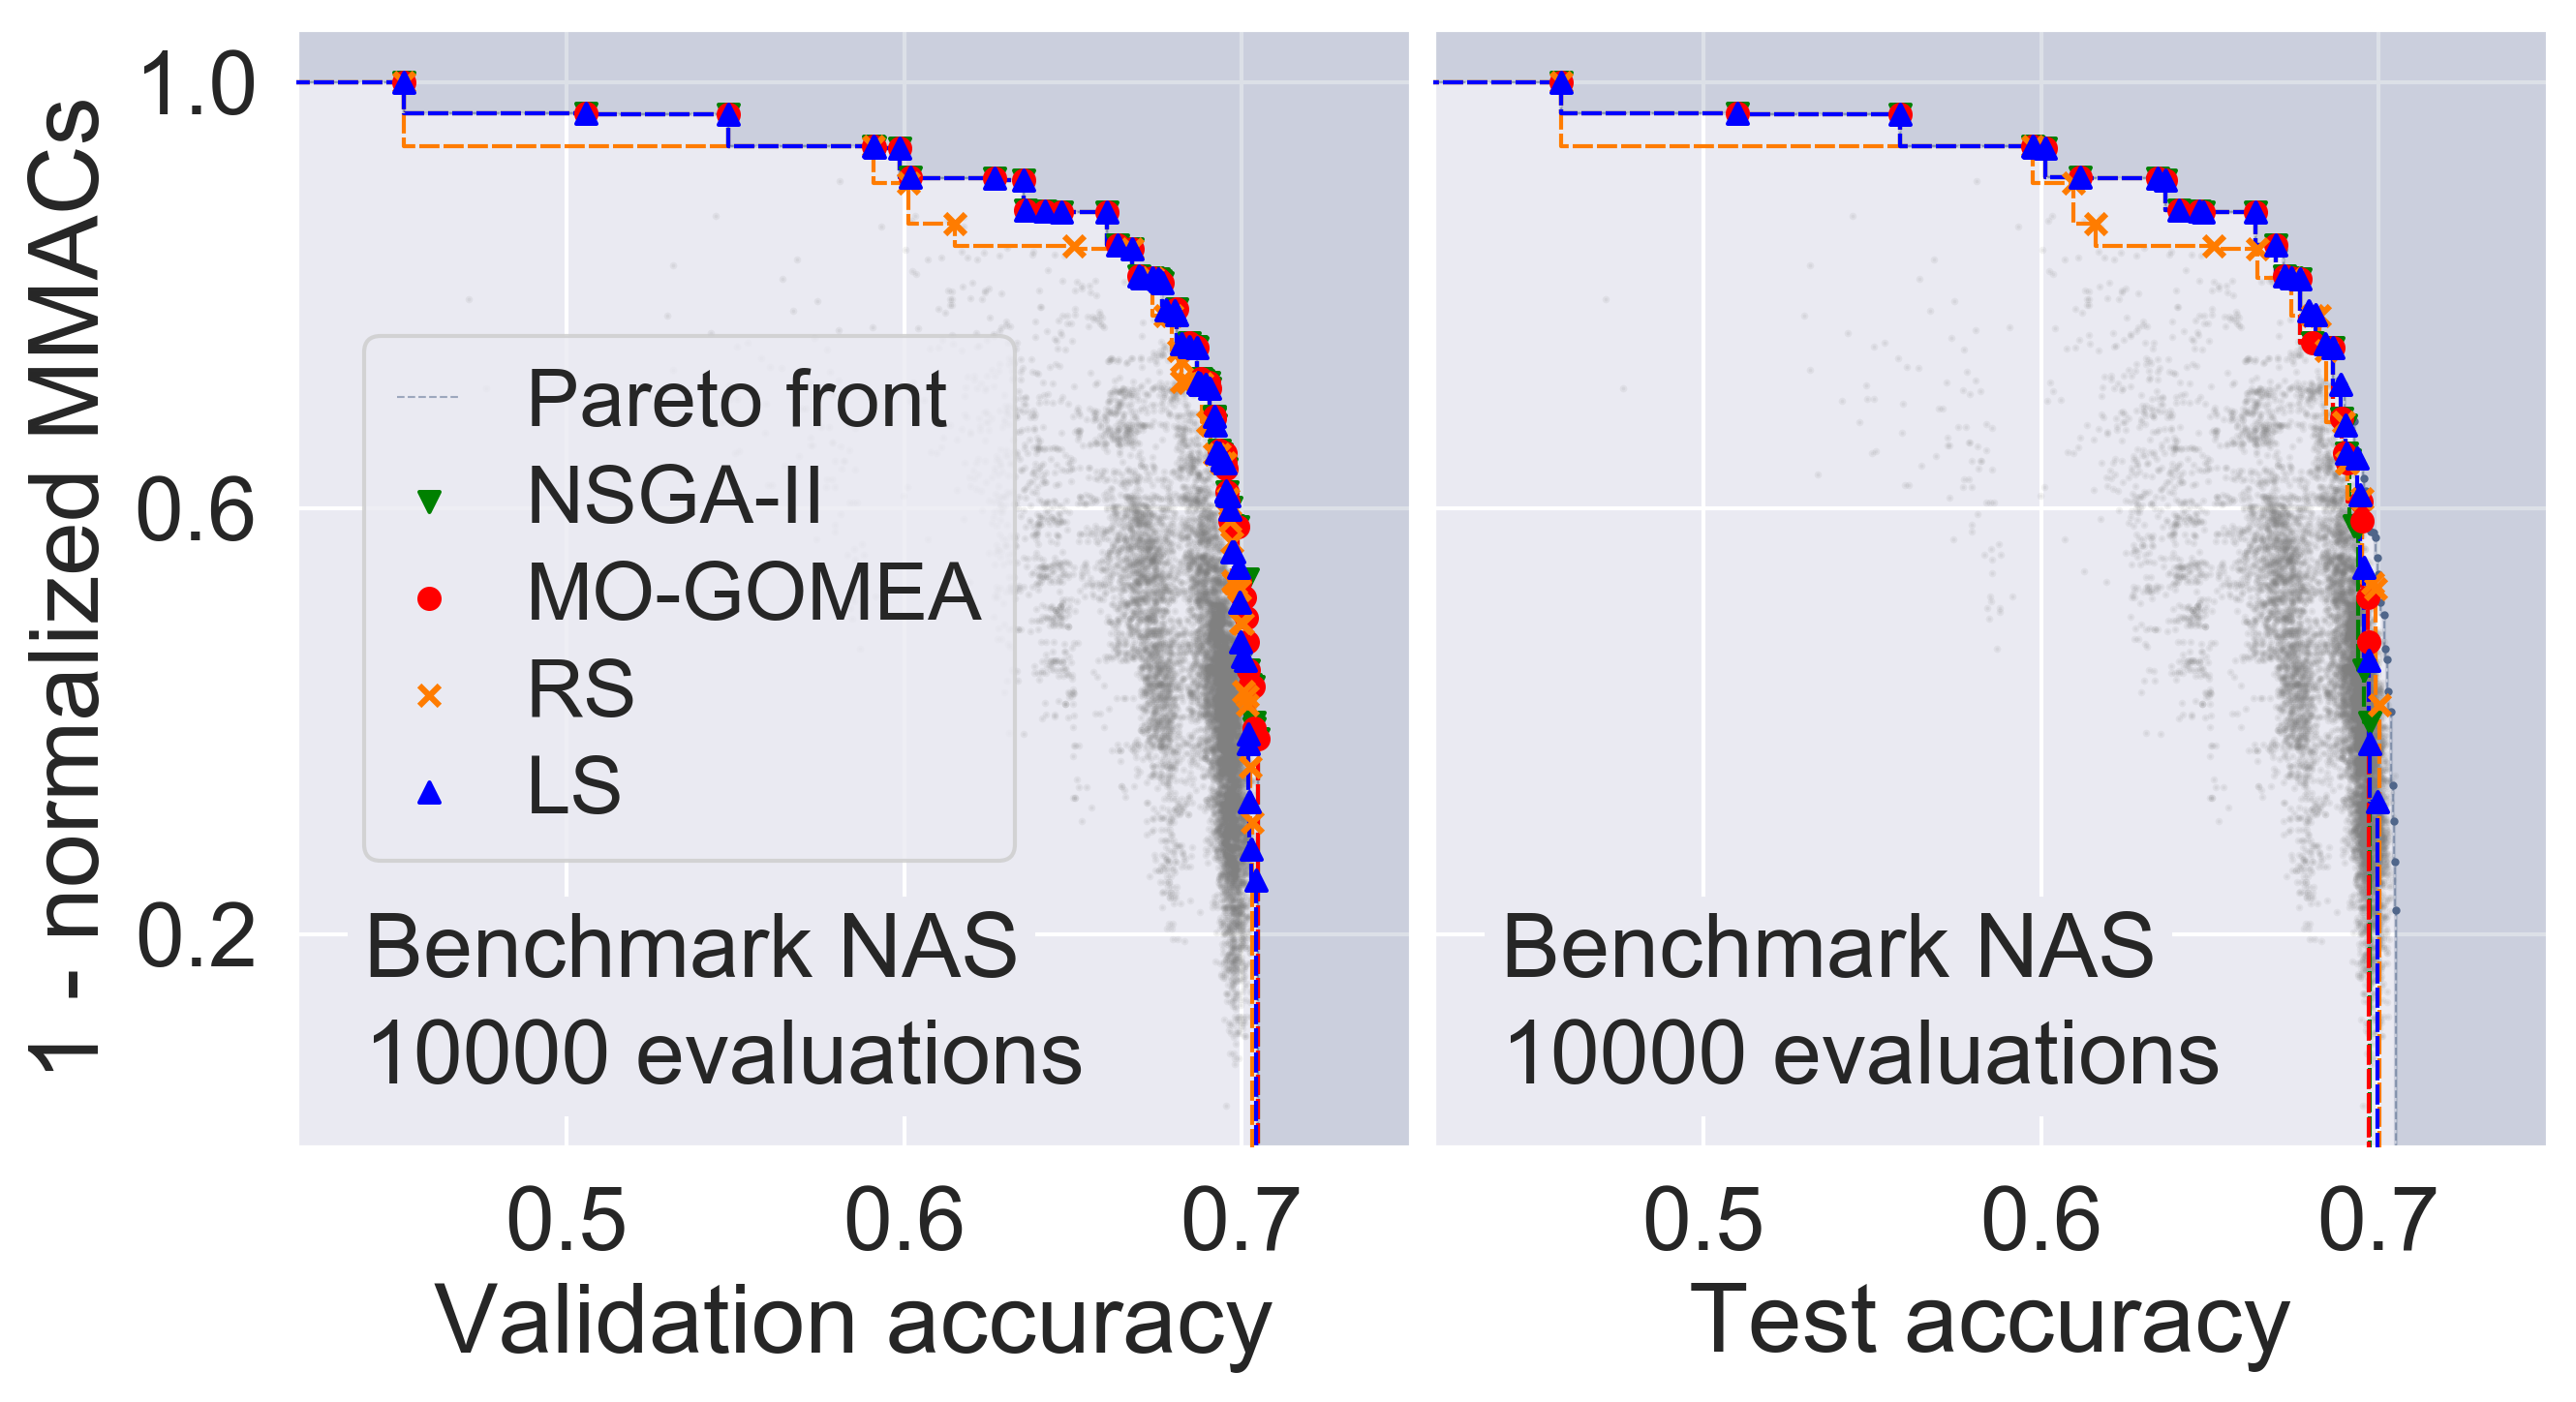 1 - normalized MMACs
1.0
0.6
0.2
Pareto front
NSGA-II
MO-GOMEA
RS
LS
Benchmark NAS
10000 evaluations
0.5 0.6 0.7
Validation accuracy
Benchmark NAS
10000 evaluations
0.5 0.6 0.7
Test accuracy